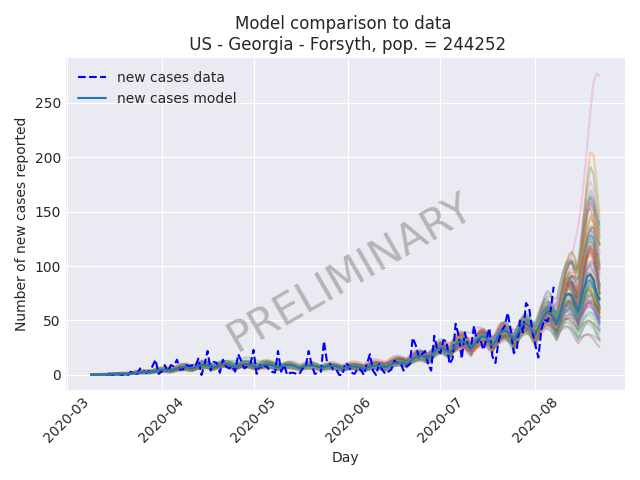 Model comparison to data
US - Georgia - Forsyth, pop. = 244252
new cases data
new cases model
Number of new cases reported
250
200
150
100
50
0
PRELIMINARY
2020-03
2020-04
2020-05
2020-06
2020-07
2020-08
Day